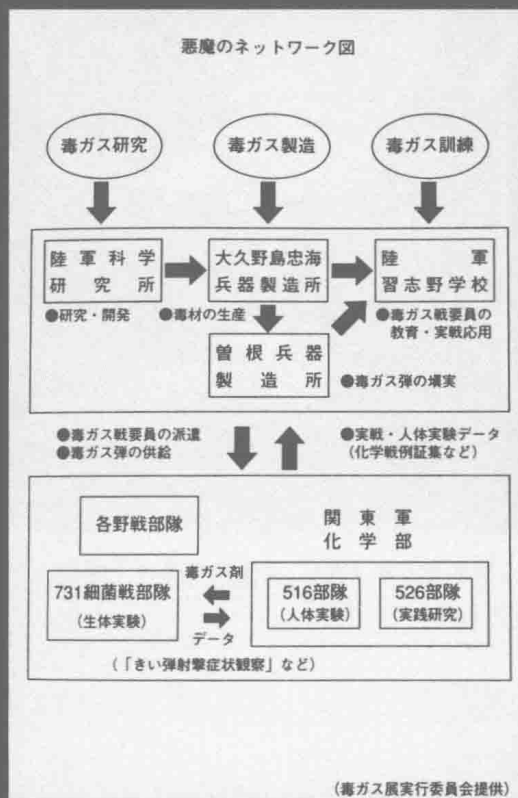 悪魔のネットワーク図
毒ガス研究
毒ガス製造
毒ガス訓練
陸軍科学
研究所
大久野島忠海
兵器製造所
陸軍
習志野学校
●研究・開発
●毒材の生産
●毒ガス戦要員の
教育・実戦応用
曽根兵器
製造所
●毒ガス弾の填実
●毒ガス戦要員の派遣
●毒ガス弾の供給
●実戦・人体実験データ
(化学戦例証集など)
各野戦部隊
関東軍
化学部
731細菌戦部隊
(生体実験)
毒ガス剤
データ
516部隊
(人体実験)
526部隊
(実践研究)
(「きい弾射撃症状観察」など)
(毒ガス展実行委員会提供)